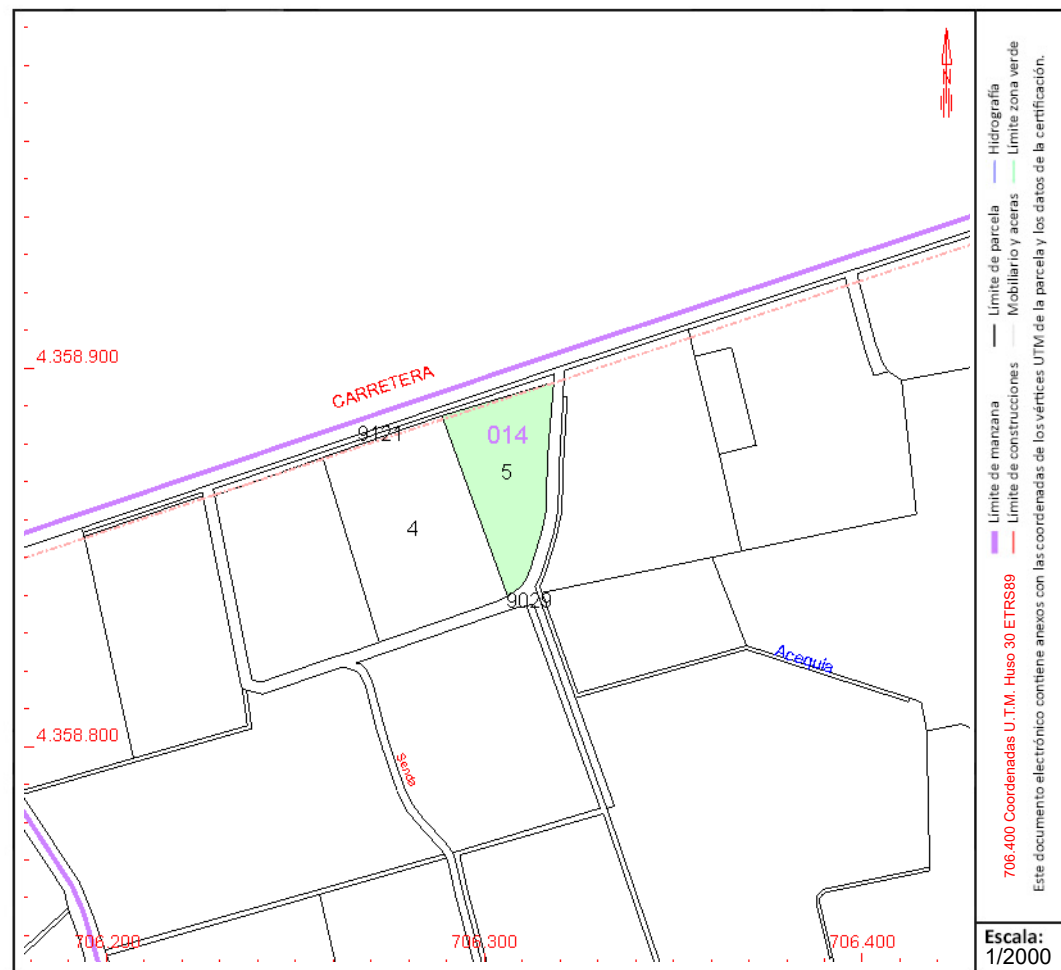 N
4.358.900
CARRETERA
9121
014
5
4
9029
Acequia
4.358.800
Senda
706.200
706.300
706.400
Límite de manzana
Límite de parcela
Hidrografía
Límite de construcciones
Mobiliario y aceras
Límite zona verde
706.400 Coordenadas U.T.M. Huso 30 ETRS89
Este documento electrónico contiene anexos con las coordenadas de los vértices UTM de la parcela y los datos de la certificación.
Escala:
1/2000